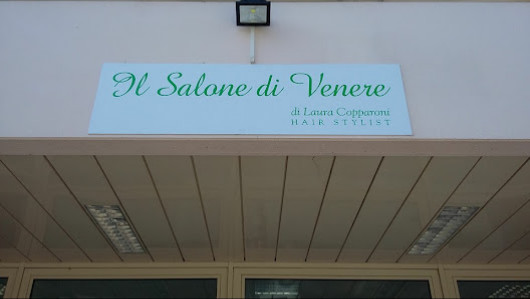 Il Salone di Venere
di Laura Copparoni
HAIR STYLIST